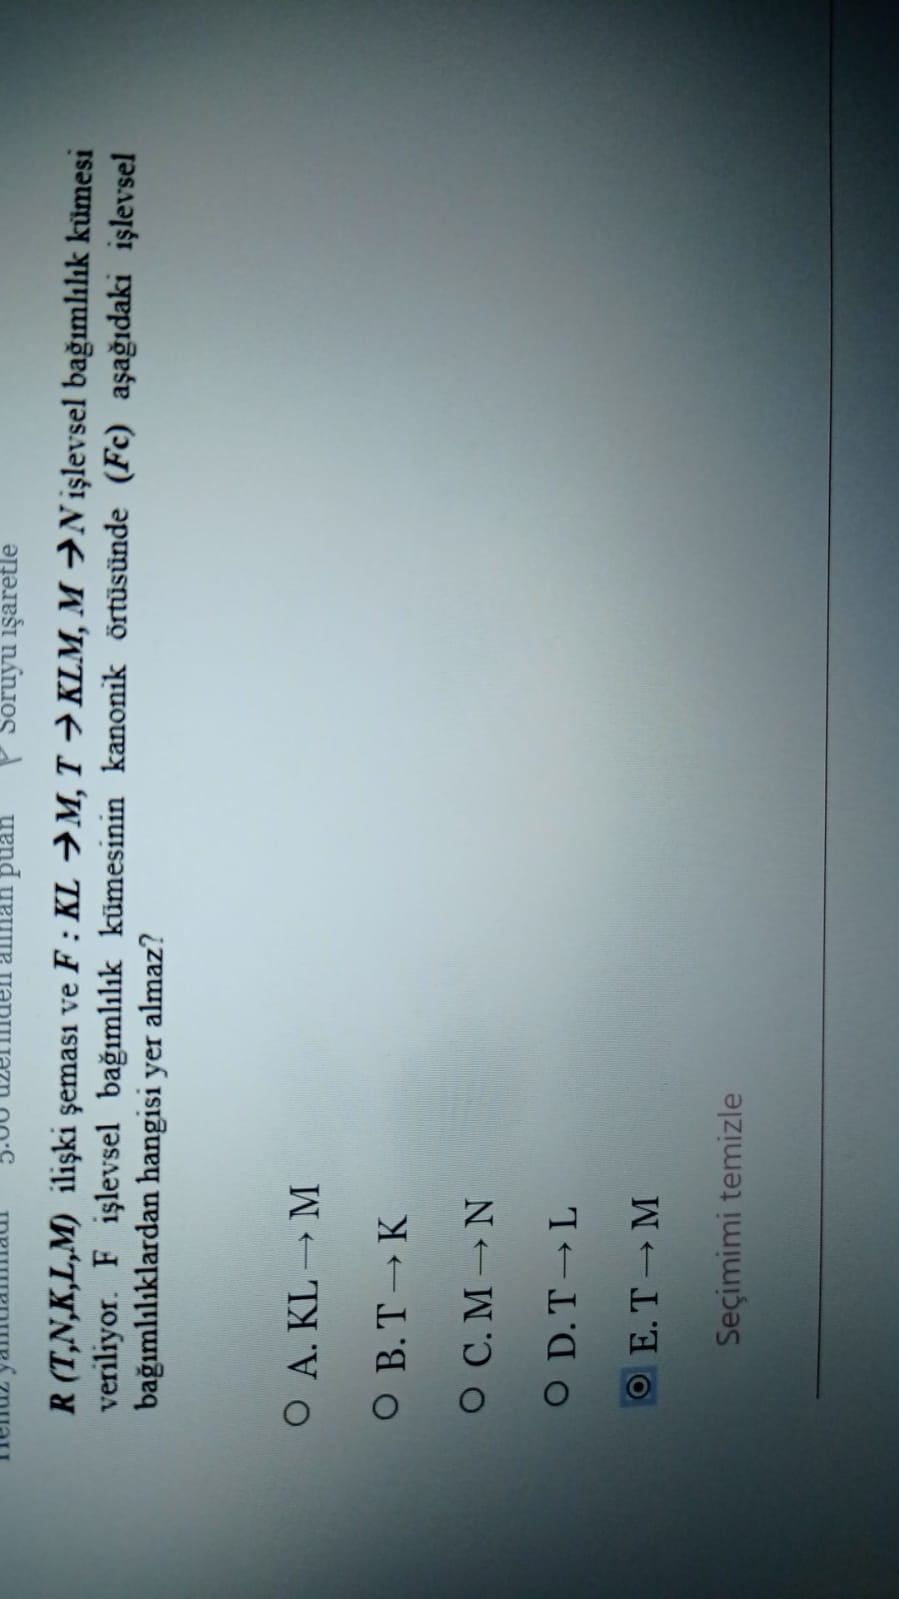 Henüz yanıtlanmadı 5.00 üzerinden alınan puan Soruyu işaretle
R (T,N,K,L,M) ilişki şeması ve F : KL →M, T →KLM, M →N işlevsel bağımlılık kümesi
veriliyor. F işlevsel bağımlılık kümesinin kanonik örtüsünde (Fc) aşağıdaki işlevsel
bağımlılıklardan hangisi yer almaz?
A. KL → M
B. T → K
C. M → N
D. T → L
E. T → M
Seçimimi temizle